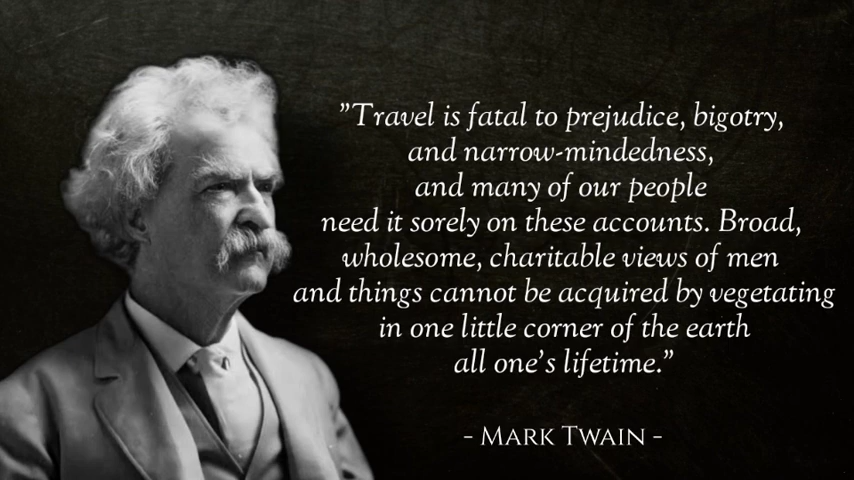 ”Travel is fatal to prejudice, bigotry,
and narrow-mindedness,
and many of our people
need it sorely on these accounts. Broad,
wholesome, charitable views of men
and things cannot be acquired by vegetating
in one little corner of the earth
all one’s lifetime.”
- Mark Twain -